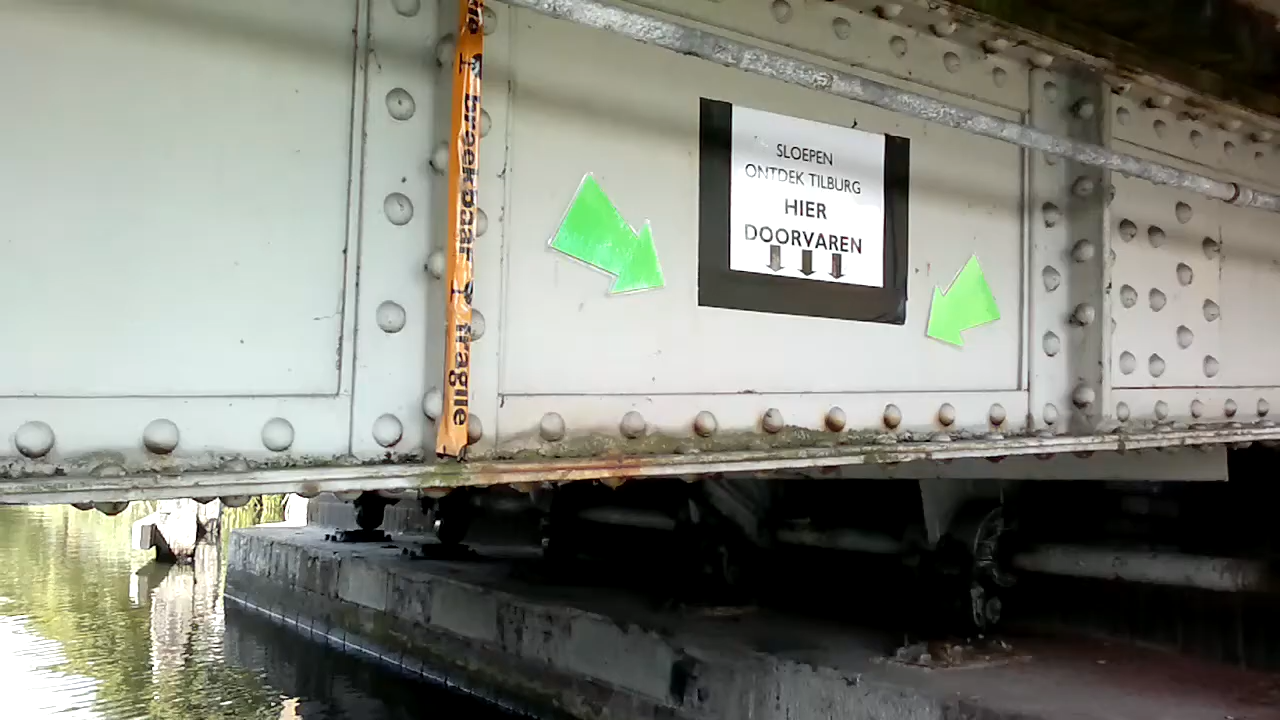 breekbaar fragile
SLOEPEN
ONTDEK TILBURG
HIER
DOORVAREN